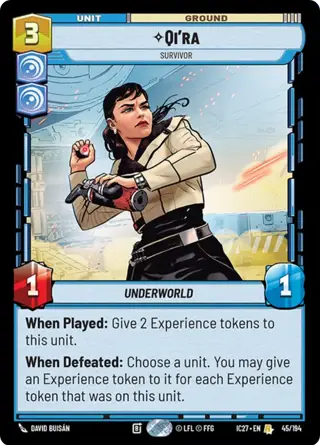 UNIT
GROUND
3
✧QI'RA
SURVIVOR
1
1
UNDERWORLD
When Played: Give 2 Experience tokens to
this unit.
When Defeated: Choose a unit. You may give
an Experience token to it for each Experience
token that was on this unit.
DAVID BUISÁN
© LFL © FFG
IC27 • EN
R
45/194